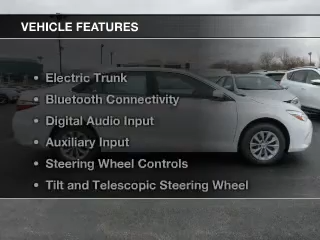 VEHICLE FEATURES
• Electric Trunk
• Bluetooth Connectivity
• Digital Audio Input
• Auxiliary Input
• Steering Wheel Controls
• Tilt and Telescopic Steering Wheel